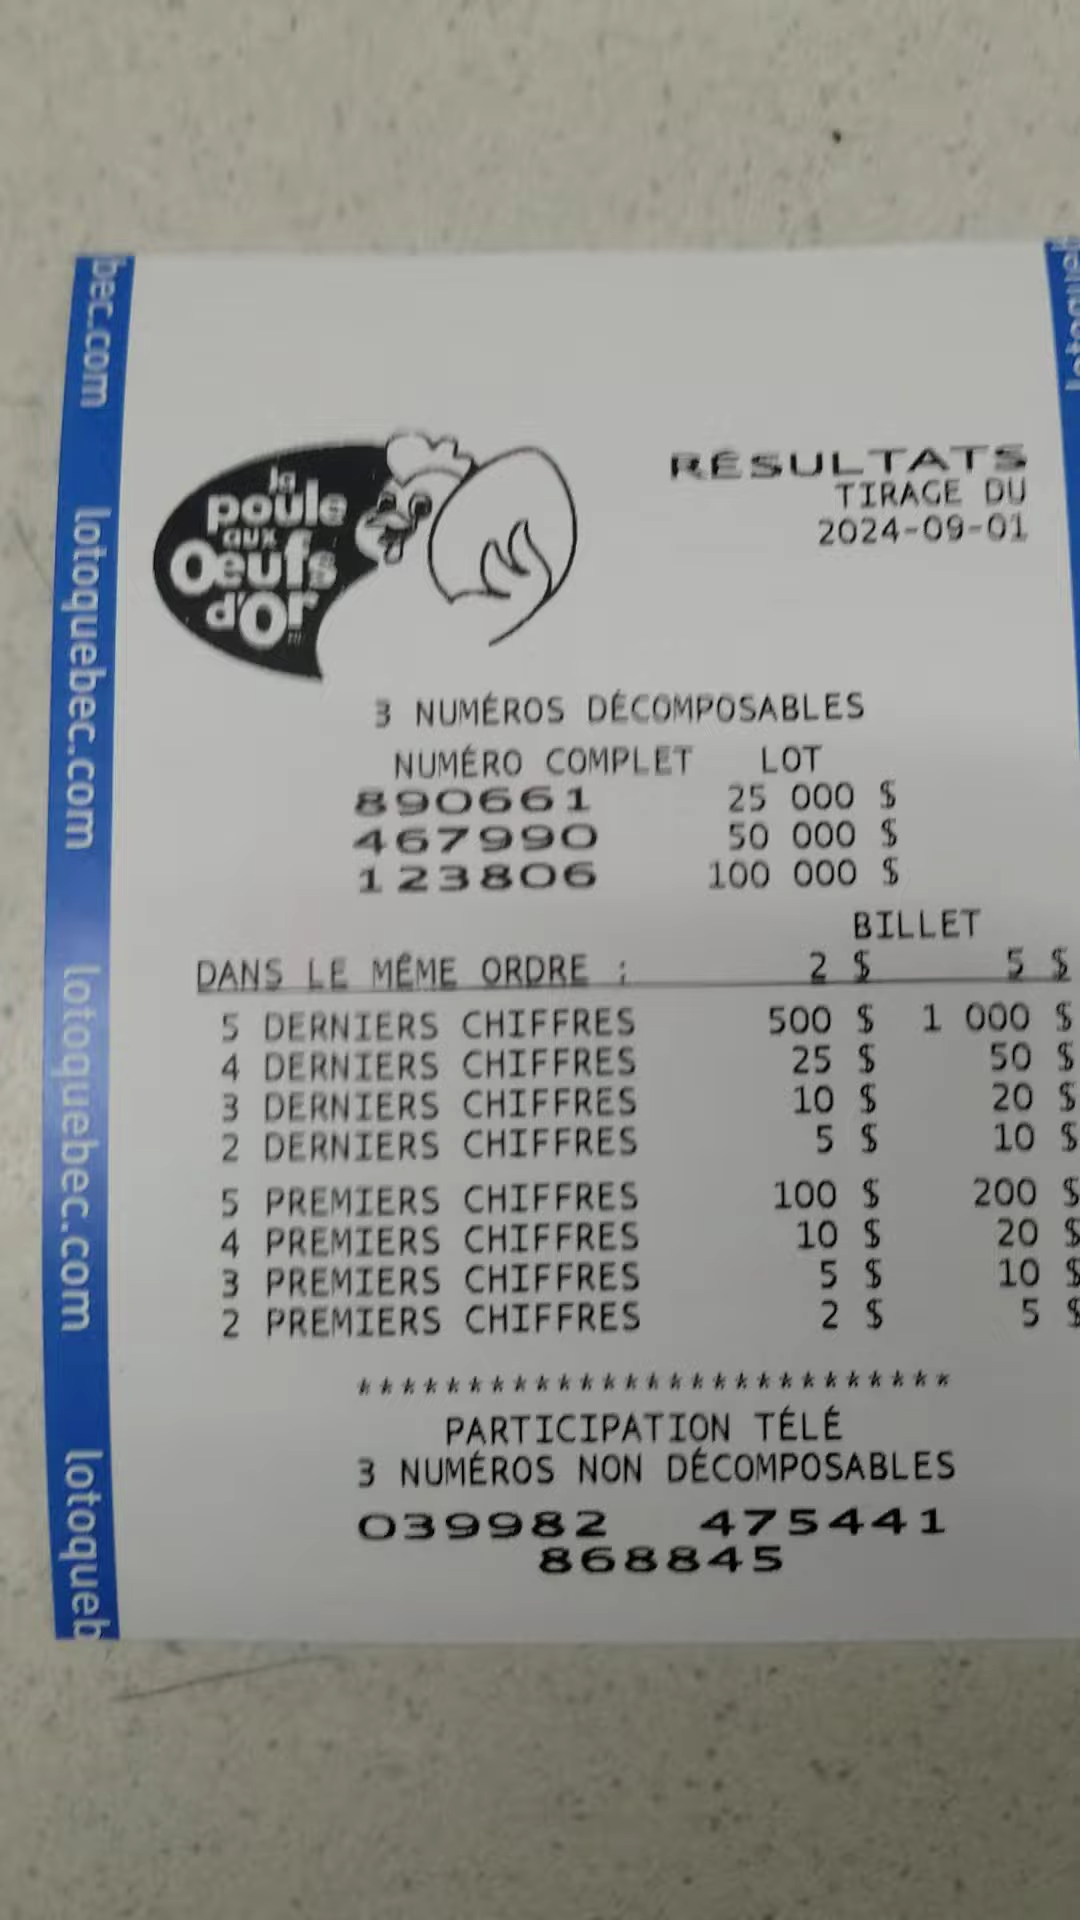 la
poule
aux
Oeufs
d'Or
RÉSULTATS
TIRAGE DU
2024-09-01
3 NUMÉROS DÉCOMPOSABLES
NUMÉRO COMPLET LOT
890661 25 000 $
467990 50 000 $
123806 100 000 $
BILLET
DANS LE MÊME ORDRE : 2 $ 5 $
5 DERNIERS CHIFFRES 500 $ 1 000 $
4 DERNIERS CHIFFRES 25 $ 50 $
3 DERNIERS CHIFFRES 10 $ 20 $
2 DERNIERS CHIFFRES 5 $ 10 $
5 PREMIERS CHIFFRES 100 $ 200 $
4 PREMIERS CHIFFRES 10 $ 20 $
3 PREMIERS CHIFFRES 5 $ 10 $
2 PREMIERS CHIFFRES 2 $ 5 $
***************************
PARTICIPATION TÉLÉ
3 NUMÉROS NON DÉCOMPOSABLES
039982 475441
868845
bec.com lotoquebec.com lotoquebec.com lotoqueb